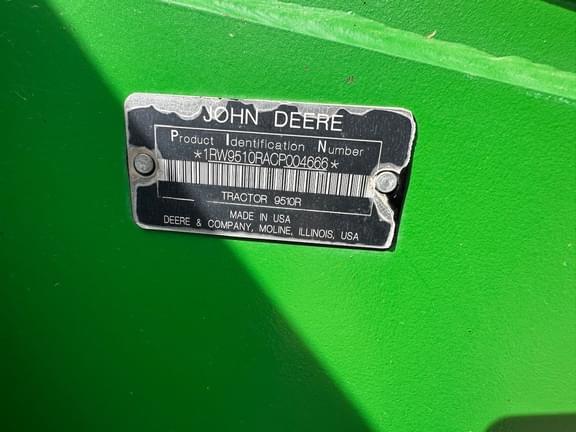 JOHN DEERE
Product Identification Number
*1RW9510RACP004666*
TRACTOR 9510R
MADE IN USA
DEERE & COMPANY, MOLINE, ILLINOIS, USA